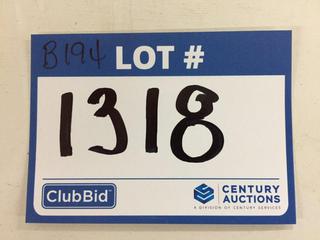 B194 LOT #
1318
ClubBid
CENTURY
AUCTIONS
A DIVISION OF CENTURY SERVICES